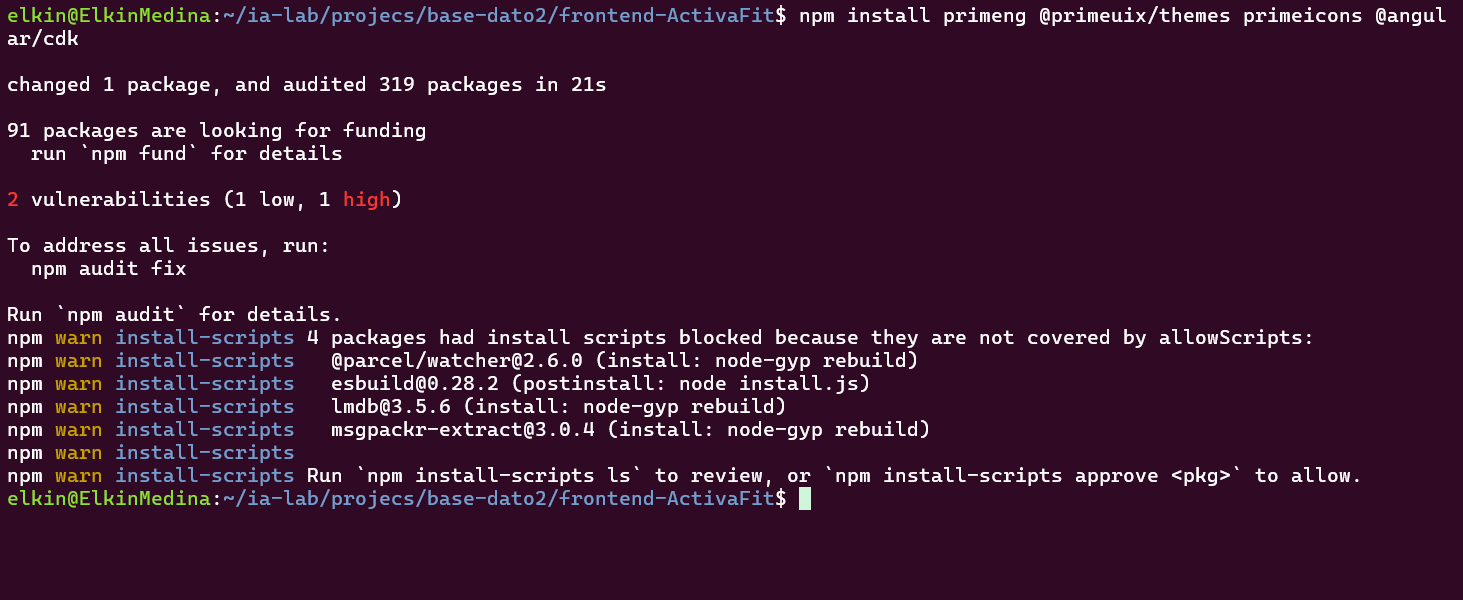 elkin@ElkinMedina:~/ia-lab/projecs/base-dato2/frontend-ActivaFit$ npm install primeng @primeuix/themes primeicons @angul
ar/cdk
changed 1 package, and audited 319 packages in 21s
91 packages are looking for funding
  run `npm fund` for details
2 vulnerabilities (1 low, 1 high)
To address all issues, run:
  npm audit fix
Run `npm audit` for details.
npm warn install-scripts 4 packages had install scripts blocked because they are not covered by allowScripts:
npm warn install-scripts   @parcel/watcher@2.6.0 (install: node-gyp rebuild)
npm warn install-scripts   esbuild@0.28.2 (postinstall: node install.js)
npm warn install-scripts   lmdb@3.5.6 (install: node-gyp rebuild)
npm warn install-scripts   msgpackr-extract@3.0.4 (install: node-gyp rebuild)
npm warn install-scripts
npm warn install-scripts Run `npm install-scripts ls` to review, or `npm install-scripts approve <pkg>` to allow.
elkin@ElkinMedina:~/ia-lab/projecs/base-dato2/frontend-ActivaFit$